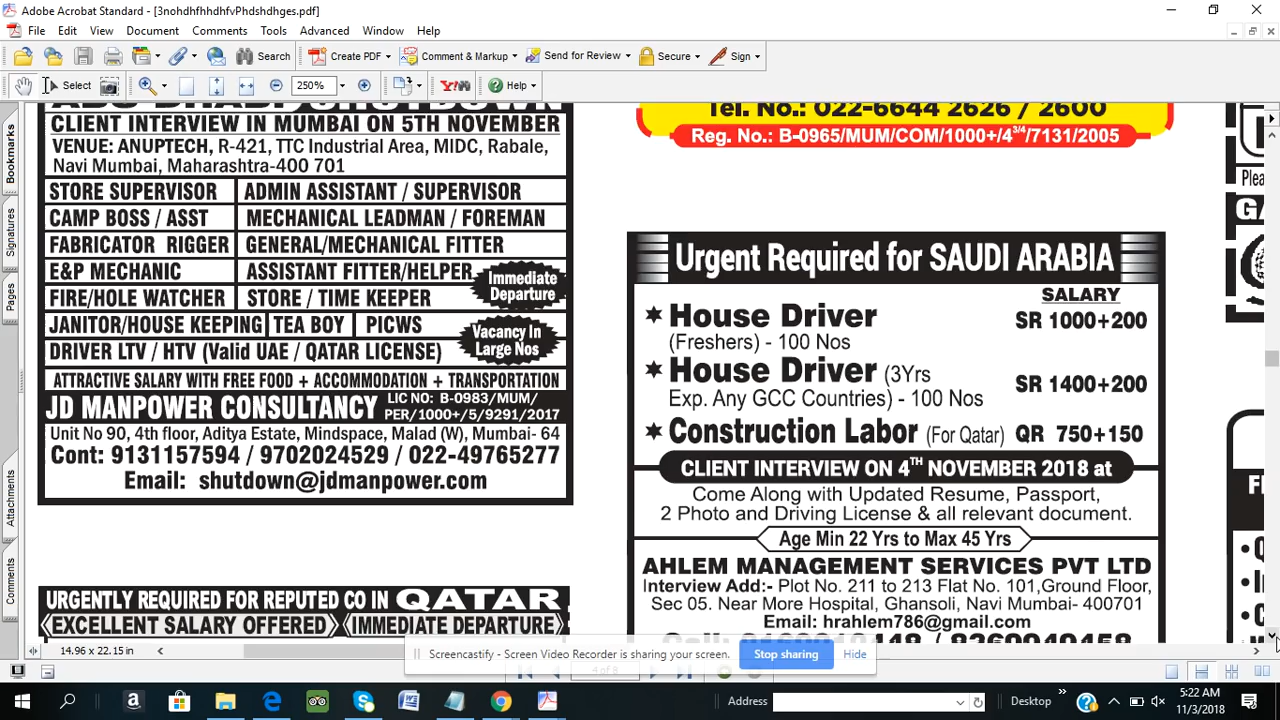 Adobe Acrobat Standard - [3nohdhfhhdhfvPhdshdhges.pdf]
File Edit View Document Comments Tools Advanced Window Help
Search Create PDF Comment & Markup Send for Review Secure Sign
Select 250% Y! Help
Bookmarks
Signatures
Pages
Attachments
Comments
ABU DHABI SHUTDOWN
CLIENT INTERVIEW IN MUMBAI ON 5TH NOVEMBER
VENUE: ANUPTECH, R-421, TTC Industrial Area, MIDC, Rabale,
Navi Mumbai, Maharashtra-400 701
STORE SUPERVISOR ADMIN ASSISTANT / SUPERVISOR
CAMP BOSS / ASST MECHANICAL LEADMAN / FOREMAN
FABRICATOR RIGGER GENERAL/MECHANICAL FITTER
E&P MECHANIC ASSISTANT FITTER/HELPER
FIRE/HOLE WATCHER STORE / TIME KEEPER
Immediate
Departure
JANITOR/HOUSE KEEPING TEA BOY PICWS
DRIVER LTV / HTV (Valid UAE / QATAR LICENSE)
Vacancy In
Large Nos
ATTRACTIVE SALARY WITH FREE FOOD + ACCOMMODATION + TRANSPORTATION
JD MANPOWER CONSULTANCY LIC NO: B-0983/MUM/
PER/1000+/5/9291/2017
Unit No 90, 4th floor, Aditya Estate, Mindspace, Malad (W), Mumbai- 64
Cont: 9131157594 / 9702024529 / 022-49765277
Email: shutdown@jdmanpower.com
URGENTLY REQUIRED FOR REPUTED CO IN QATAR
EXCELLENT SALARY OFFERED IMMEDIATE DEPARTURE
Tel. No.: 022-6644 2626 / 2600
Reg. No.: B-0965/MUM/COM/1000+/4³/⁴/7131/2005
Urgent Required for SAUDI ARABIA
SALARY
★ House Driver SR 1000+200
(Freshers) - 100 Nos
★ House Driver (3Yrs
Exp. Any GCC Countries) - 100 Nos SR 1400+200
★ Construction Labor (For Qatar) QR 750+150
CLIENT INTERVIEW ON 4TH NOVEMBER 2018 at
Come Along with Updated Resume, Passport,
2 Photo and Driving License & all relevant document.
Age Min 22 Yrs to Max 45 Yrs
AHLEM MANAGEMENT SERVICES PVT LTD
Interview Add:- Plot No. 211 to 213 Flat No. 101,Ground Floor,
Sec 05. Near More Hospital, Ghansoli, Navi Mumbai- 400701
Email: hrahlem786@gmail.com
Plea
GA
14.96 x 22.15 in
Screencastify - Screen Video Recorder is sharing your screen. Stop sharing Hide
4 of 8
Address Desktop
5:22 AM
11/3/2018